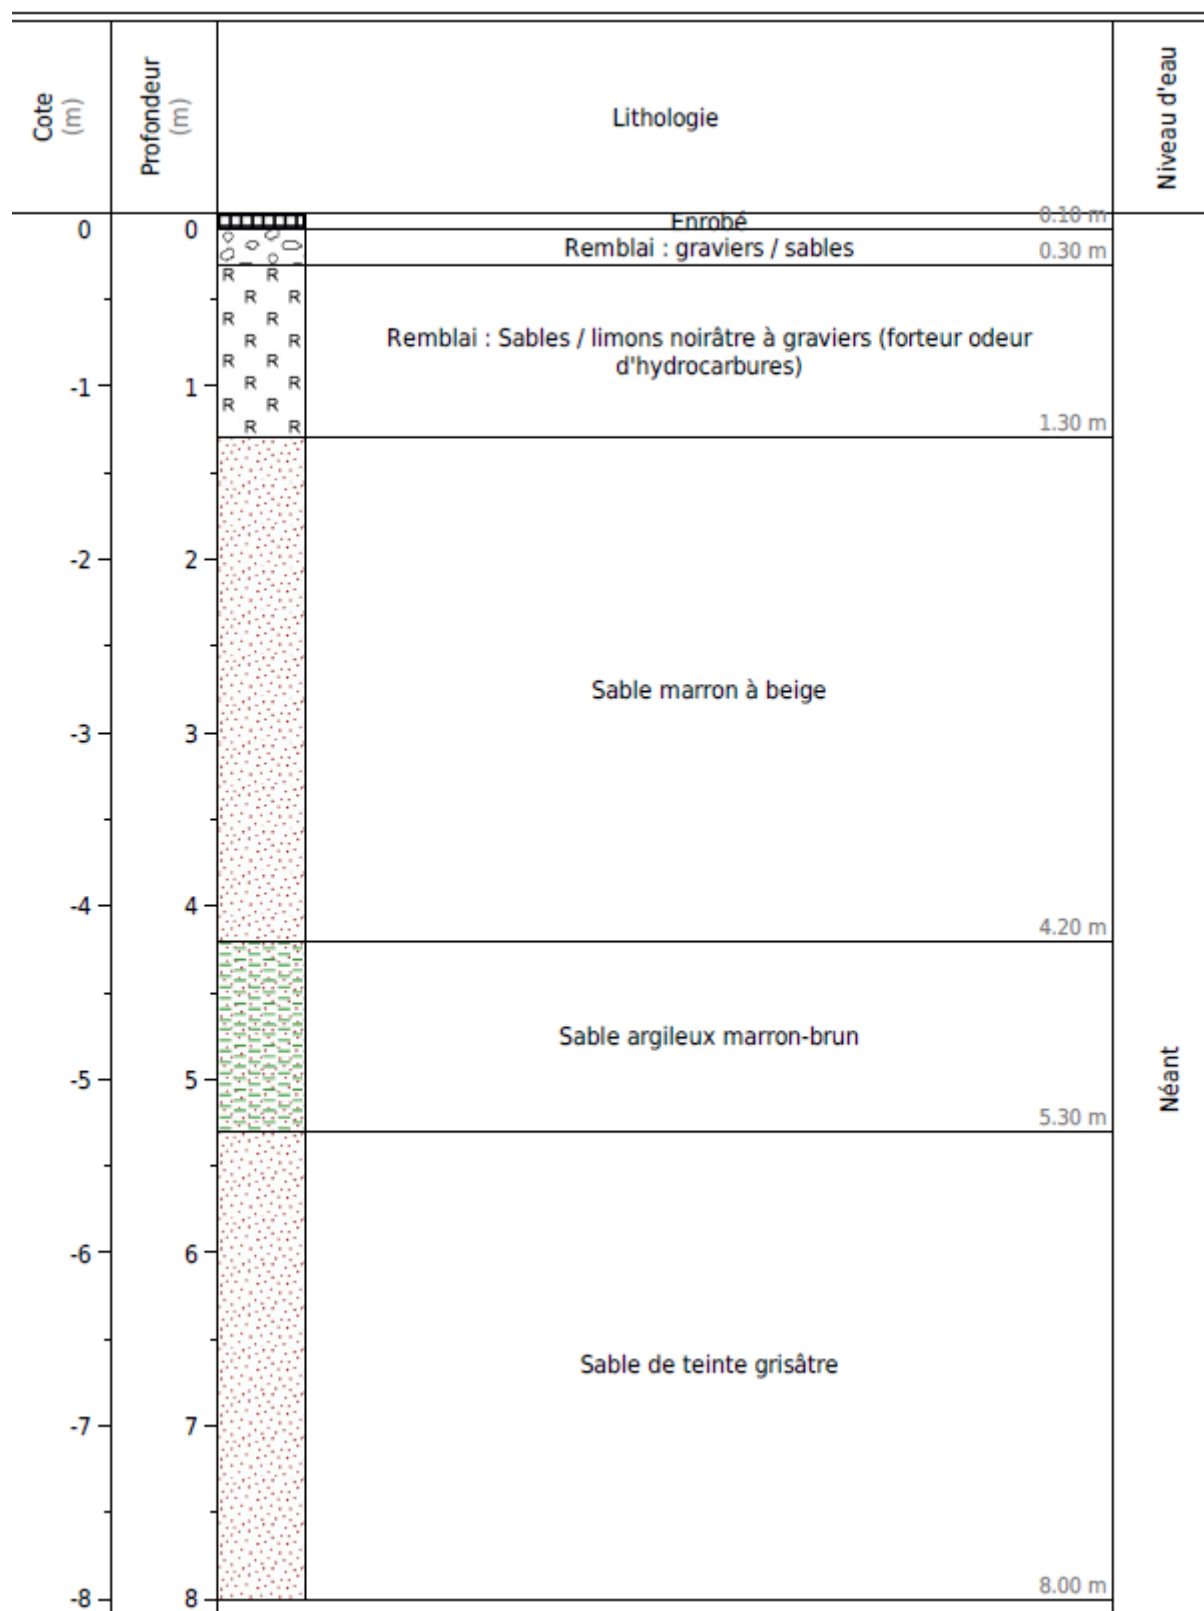 Cote
(m)
Profondeur
(m)
Lithologie
Niveau d'eau
0
0
Enrobé
0.10 m
Remblai : graviers / sables
0.30 m
R R
R R
R R
R R
R R
R R
R R
R R
Remblai : Sables / limons noirâtre à graviers (forteur odeur
d'hydrocarbures)
-1
1
1.30 m
-2
2
Sable marron à beige
-3
3
-4
4
4.20 m
Sable argileux marron-brun
-5
5
Néant
5.30 m
-6
6
Sable de teinte grisâtre
-7
7
-8
8
8.00 m